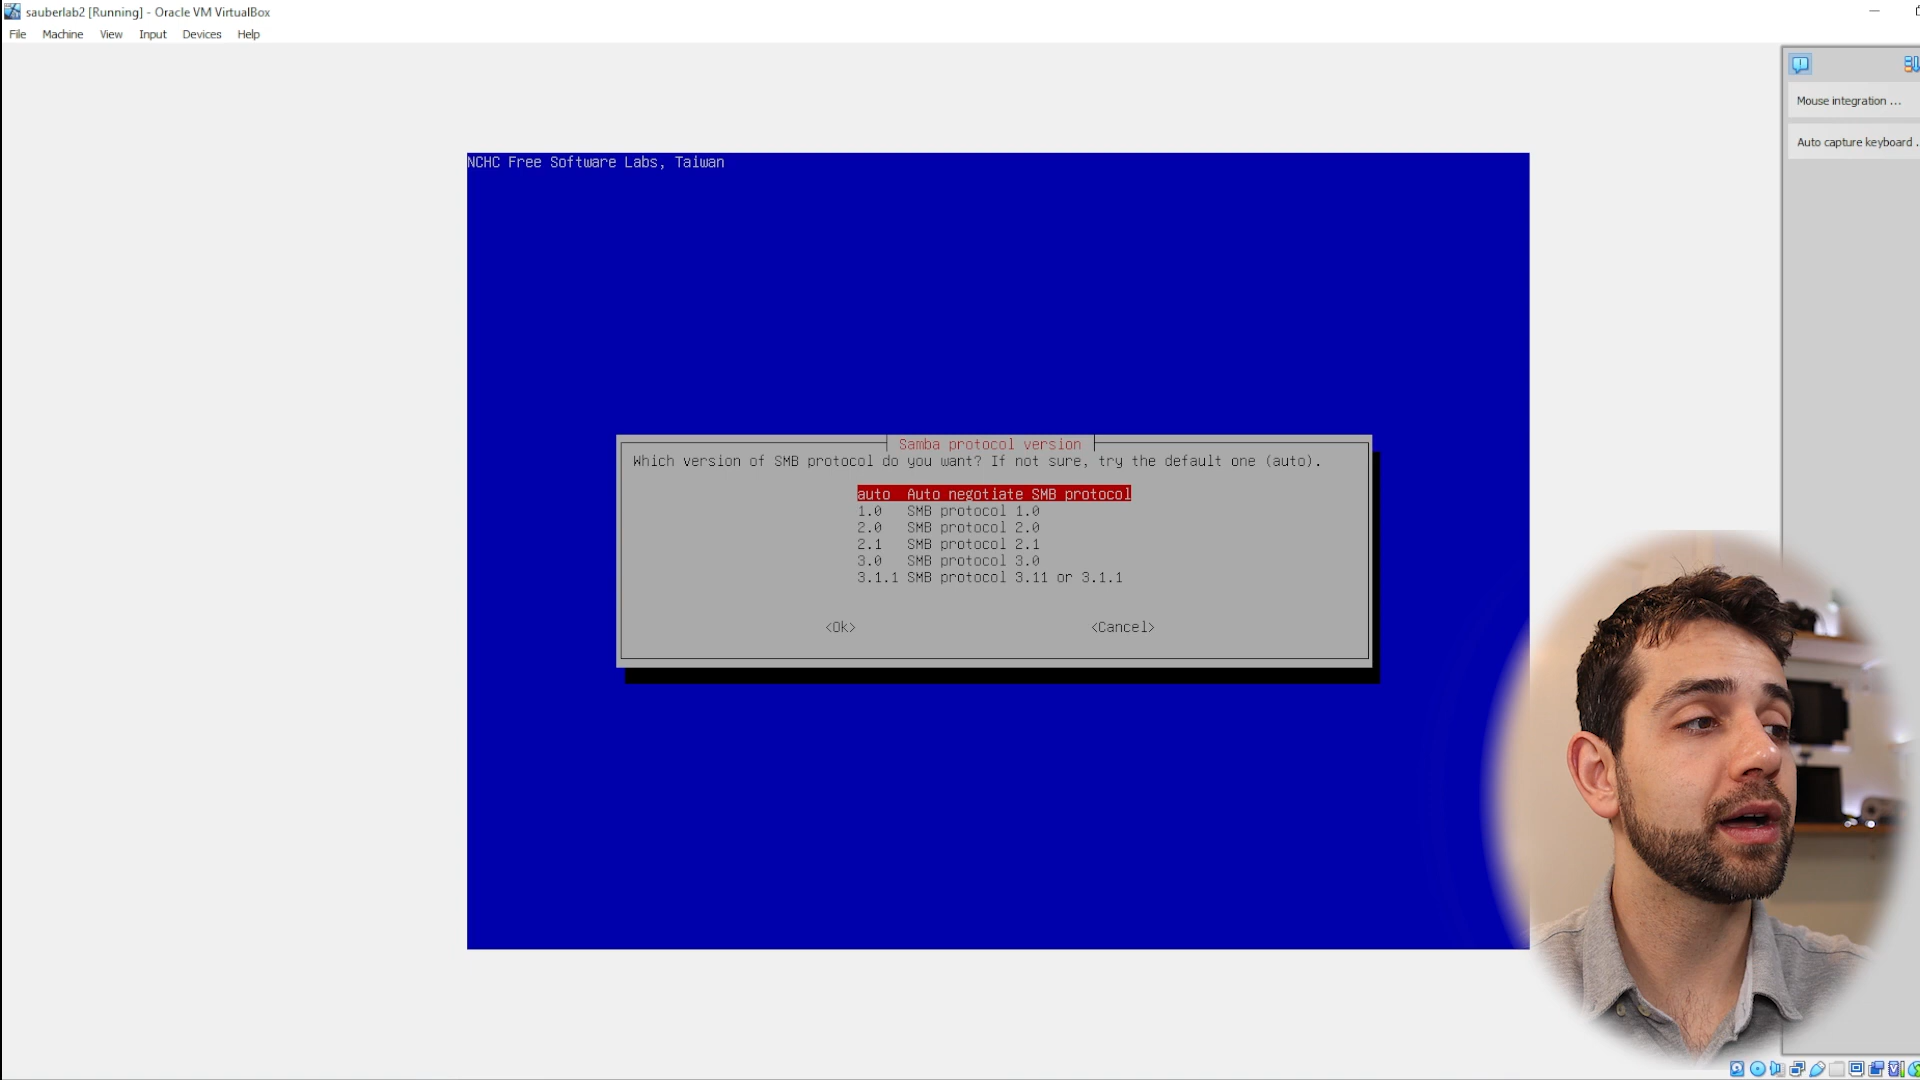 sauberlab2 [Running] - Oracle VM VirtualBox
File Machine View Input Devices Help
Mouse integration ...
Auto capture keyboard .
NCHC Free Software Labs, Taiwan
Samba protocol version
Which version of SMB protocol do you want? If not sure, try the default one (auto).
auto Auto negotiate SMB protocol
1.0 SMB protocol 1.0
2.0 SMB protocol 2.0
2.1 SMB protocol 2.1
3.0 SMB protocol 3.0
3.1.1 SMB protocol 3.11 or 3.1.1
<Ok> <Cancel>